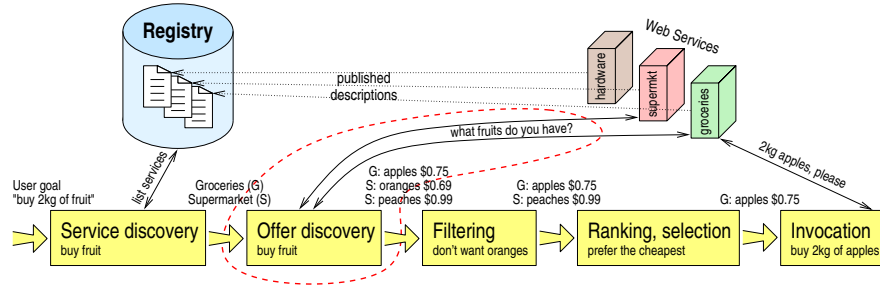 Registry
Web Services
hardware
supermkt
groceries
published
descriptions
what fruits do you have?
2kg apples, please
list services
User goal
"buy 2kg of fruit"
Groceries (G)
Supermarket (S)
G: apples $0.75
S: oranges $0.69
S: peaches $0.99
G: apples $0.75
S: peaches $0.99
G: apples $0.75
Service discovery
buy fruit
Offer discovery
buy fruit
Filtering
don't want oranges
Ranking, selection
prefer the cheapest
Invocation
buy 2kg of apples